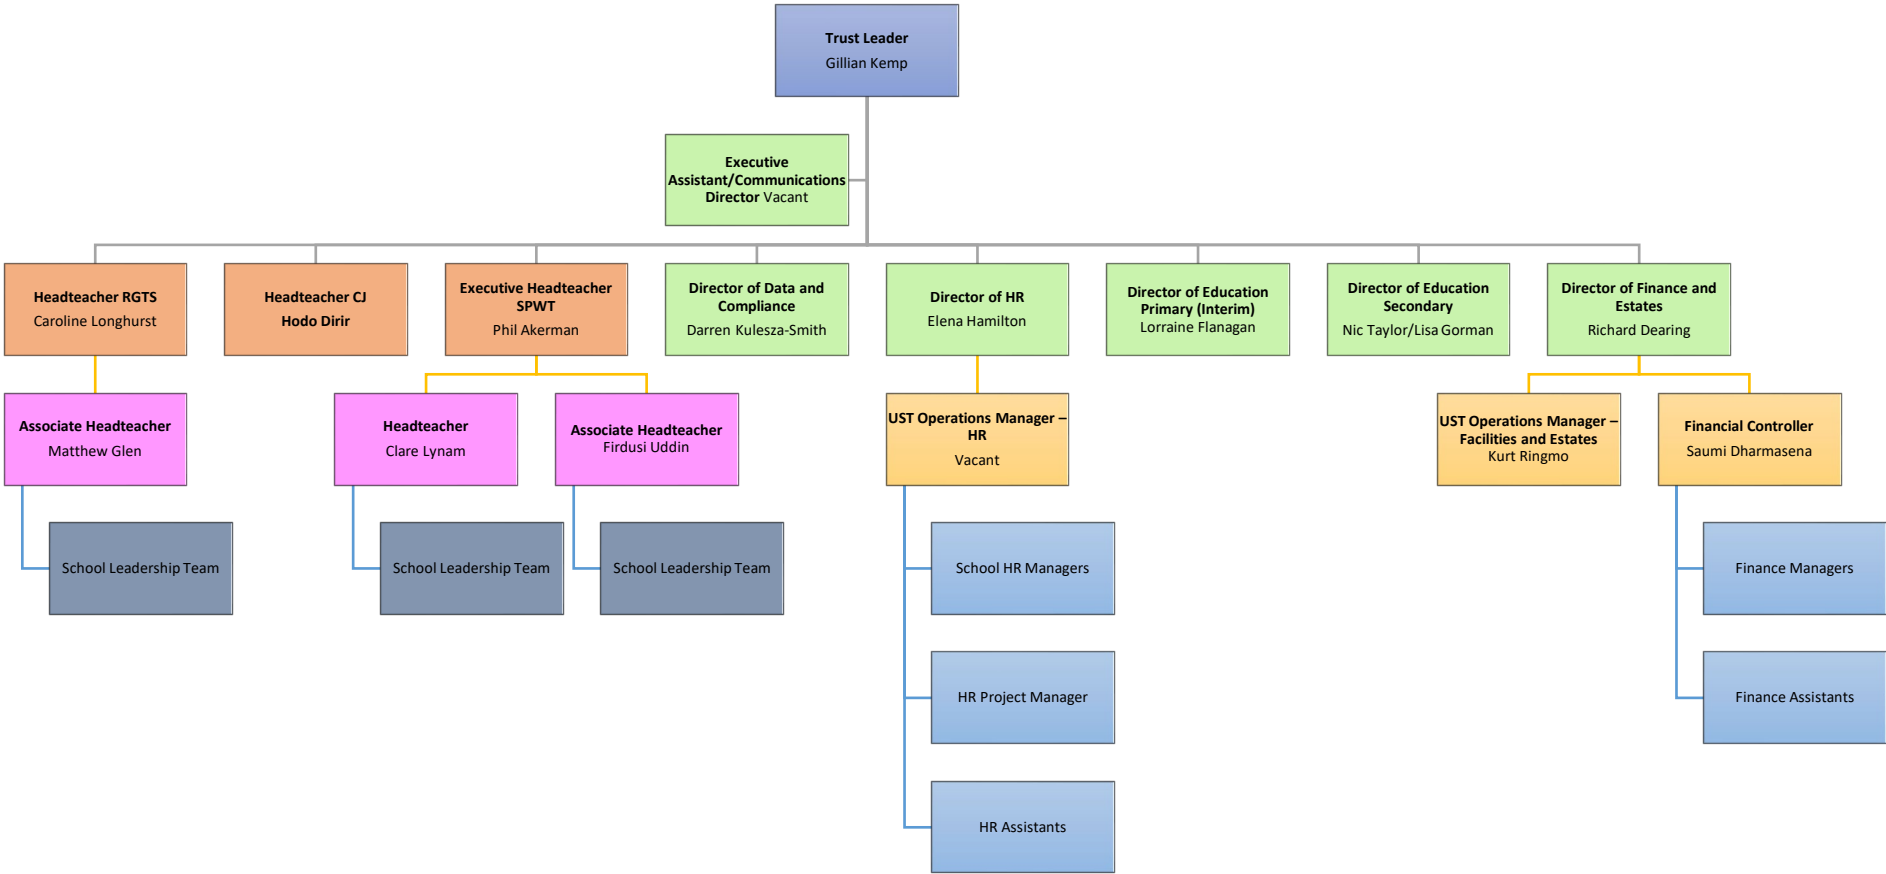 Trust Leader
Gillian Kemp
Executive
Assistant/Communications
Director Vacant
Headteacher RGTS
Caroline Longhurst
Headteacher CJ
Hodo Dirir
Executive Headteacher
SPWT
Phil Akerman
Director of Data and
Compliance
Darren Kulesza-Smith
Director of HR
Elena Hamilton
Director of Education
Primary (Interim)
Lorraine Flanagan
Director of Education
Secondary
Nic Taylor/Lisa Gorman
Director of Finance and
Estates
Richard Dearing
Associate Headteacher
Matthew Glen
Headteacher
Clare Lynam
Associate Headteacher
Firdusi Uddin
UST Operations Manager –
HR
Vacant
UST Operations Manager –
Facilities and Estates
Kurt Ringmo
Financial Controller
Saumi Dharmasena
School Leadership Team
School Leadership Team
School Leadership Team
School HR Managers
Finance Managers
HR Project Manager
Finance Assistants
HR Assistants